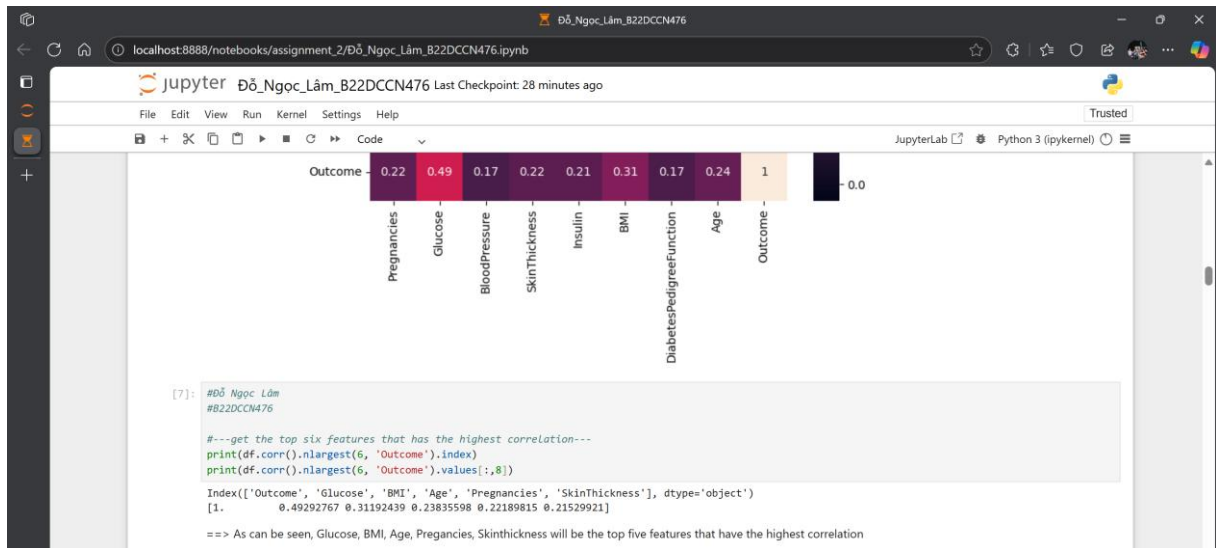 Đỗ_Ngọc_Lâm_B22DCCN476
localhost:8888/notebooks/assignment_2/Đỗ_Ngọc_Lâm_B22DCCN476.ipynb
jupyter Đỗ_Ngọc_Lâm_B22DCCN476 Last Checkpoint: 28 minutes ago
File Edit View Run Kernel Settings Help
Trusted
Code
JupyterLab
Python 3 (ipykernel)
Outcome - 0.22 0.49 0.17 0.22 0.21 0.31 0.17 0.24 1
- 0.0
Pregnancies -
Glucose -
BloodPressure -
SkinThickness -
Insulin -
BMI -
DiabetesPedigreeFunction -
Age -
Outcome -
[7]: #Đỗ Ngọc Lâm
#B22DCCN476
#---get the top six features that has the highest correlation---
print(df.corr().nlargest(6, 'Outcome').index)
print(df.corr().nlargest(6, 'Outcome').values[:,8])
Index(['Outcome', 'Glucose', 'BMI', 'Age', 'Pregnancies', 'SkinThickness'], dtype='object')
[1. 0.49292767 0.31192439 0.23835598 0.22189815 0.21529921]
==> As can be seen, Glucose, BMI, Age, Pregancies, Skinthickness will be the top five features that have the highest correlation